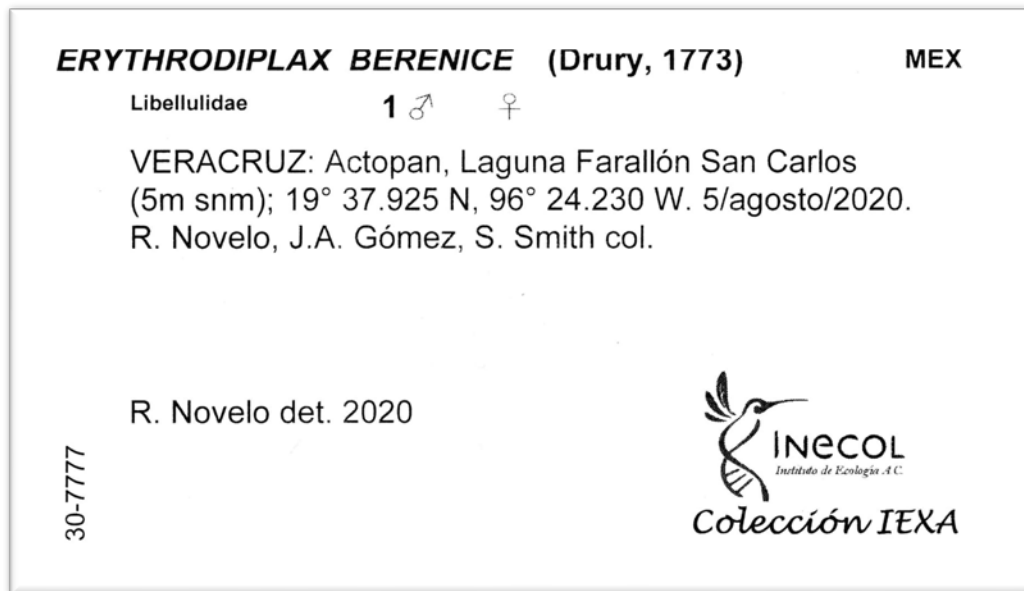 ERYTHRODIPLAX BERENICE (Drury, 1773) MEX
Libellulidae 1 ♂ ♀
VERACRUZ: Actopan, Laguna Farallón San Carlos
(5m snm); 19° 37.925 N, 96° 24.230 W. 5/agosto/2020.
R. Novelo, J.A. Gómez, S. Smith col.
R. Novelo det. 2020
30-7777
INECOL
Instituto de Ecología A.C.
Colección IEXA